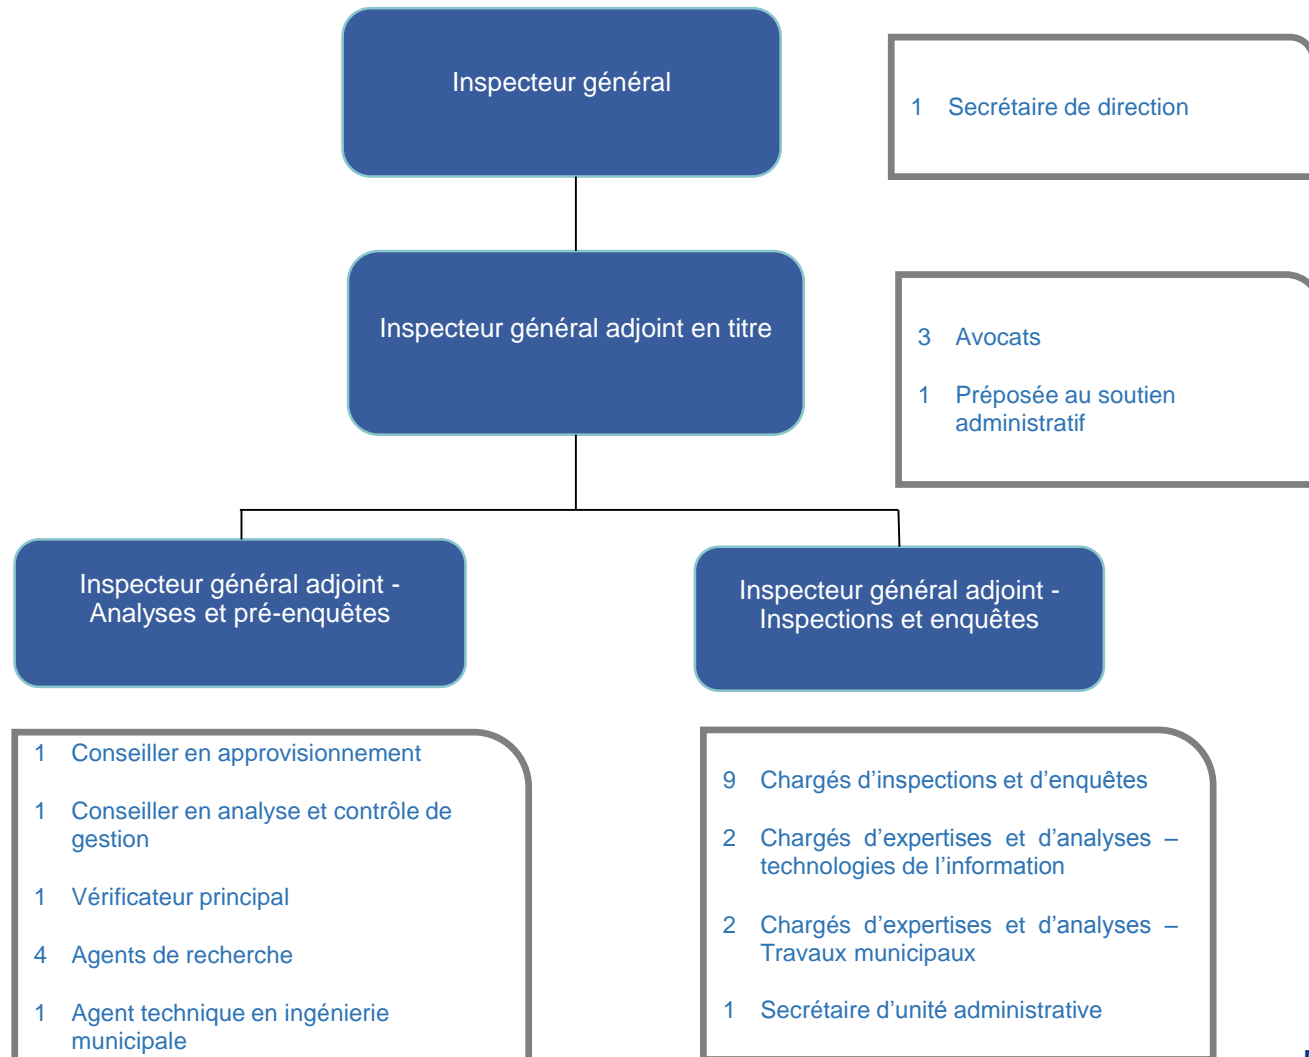 Inspecteur général
1 Secrétaire de direction
Inspecteur général adjoint en titre
3 Avocats
1 Préposée au soutien
administratif
Inspecteur général adjoint -
Analyses et pré-enquêtes
Inspecteur général adjoint -
Inspections et enquêtes
1 Conseiller en approvisionnement
1 Conseiller en analyse et contrôle de
gestion
1 Vérificateur principal
4 Agents de recherche
1 Agent technique en ingénierie
municipale
9 Chargés d’inspections et d’enquêtes
2 Chargés d’expertises et d’analyses –
technologies de l’information
2 Chargés d’expertises et d’analyses –
Travaux municipaux
1 Secrétaire d’unité administrative